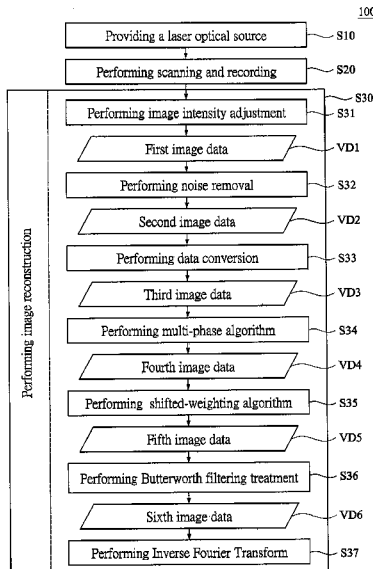 100
Providing a laser optical source
S10
Performing scanning and recording
S20
S30
Performing image reconstruction
Performing image intensity adjustment
S31
First image data
VD1
Performing noise removal
S32
Second image data
VD2
Performing data conversion
S33
Third image data
VD3
Performing multi-phase algorithm
S34
Fourth image data
VD4
Performing shifted-weighting algorithm
S35
Fifth image data
VD5
Performing Butterworth filtering treatment
S36
Sixth image data
VD6
Performing Inverse Fourier Transform
S37